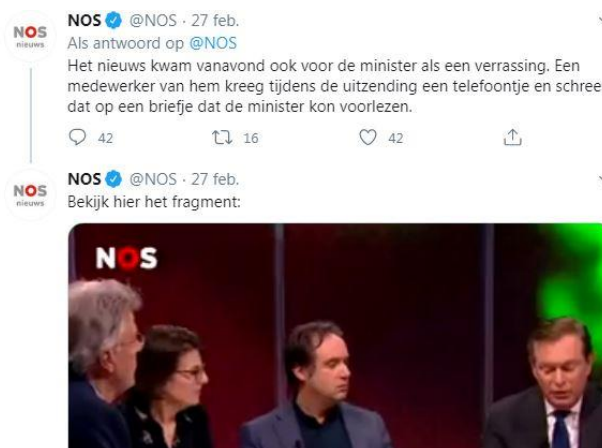 NOS @NOS · 27 feb.
NOS
nieuws
Als antwoord op @NOS
Het nieuws kwam vanavond ook voor de minister als een verrassing. Een
medewerker van hem kreeg tijdens de uitzending een telefoontje en schree
dat op een briefje dat de minister kon voorlezen.
42 16 42
NOS @NOS · 27 feb.
NOS
nieuws
Bekijk hier het fragment:
NOS